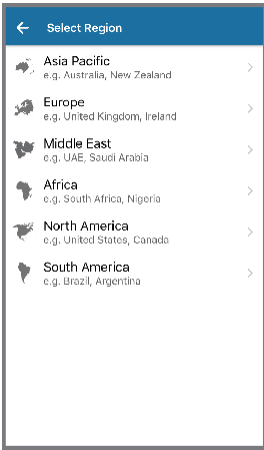 Select Region
Asia Pacific
e.g. Australia, New Zealand
Europe
e.g. United Kingdom, Ireland
Middle East
e.g. UAE, Saudi Arabia
Africa
e.g. South Africa, Nigeria
North America
e.g. United States, Canada
South America
e.g. Brazil, Argentina